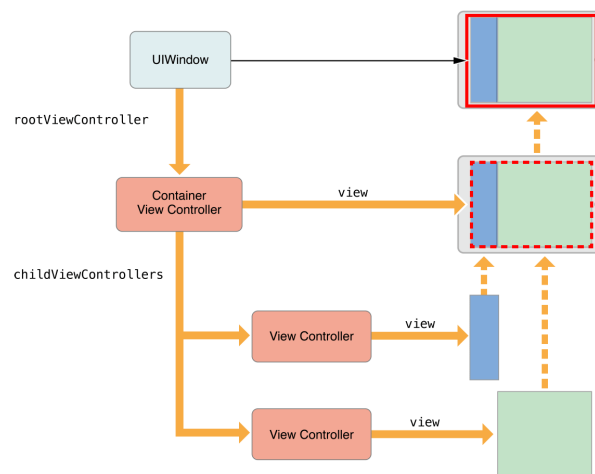 UIWindow
rootViewController
Container
View Controller
view
childViewControllers
View Controller
view
View Controller
view